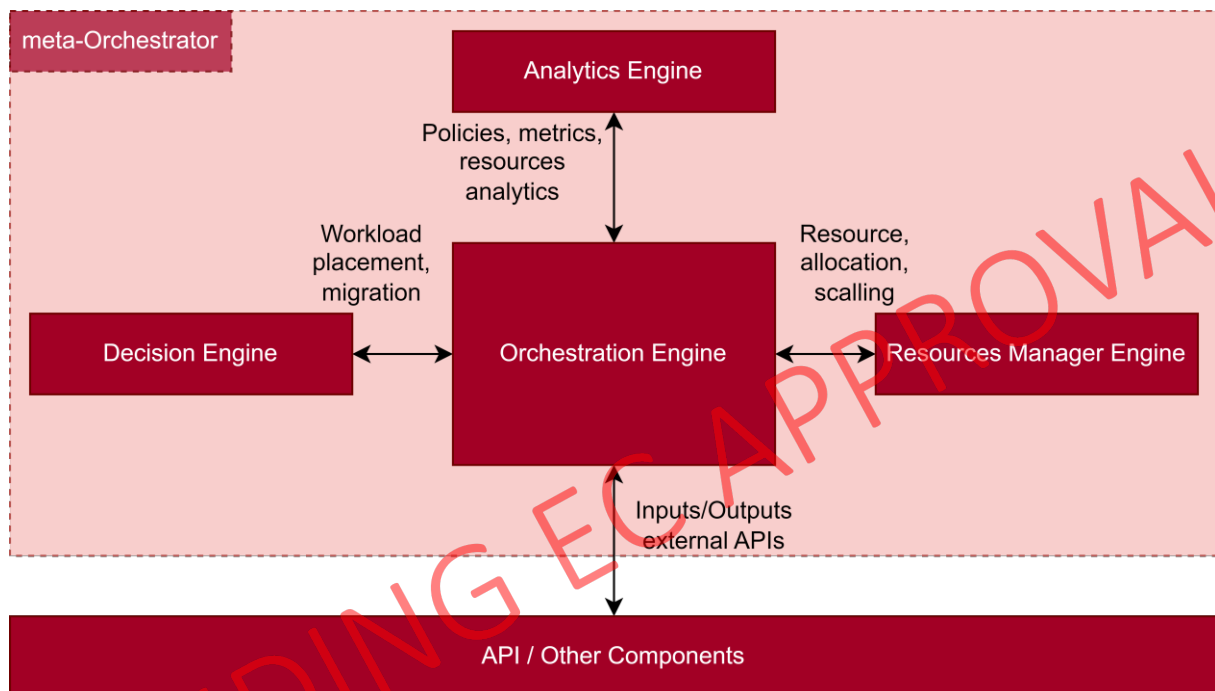 meta-Orchestrator
Analytics Engine
Policies, metrics,
resources
analytics
Workload
placement,
migration
Resource,
allocation,
scalling
Decision Engine
Orchestration Engine
Resources Manager Engine
Inputs/Outputs
external APIs
API / Other Components
EC APPROVAL